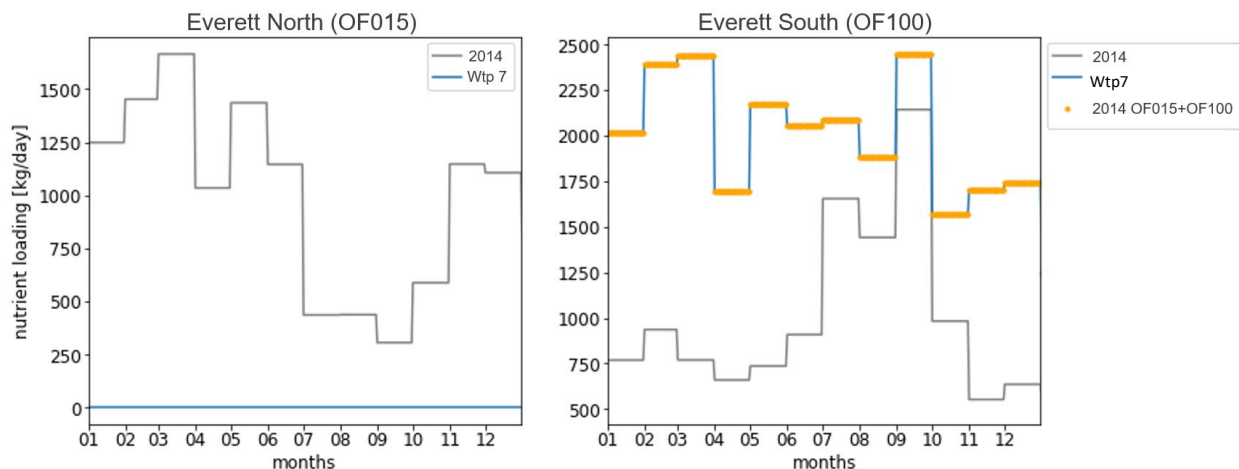 Everett North (OF015)
2014
Wtp 7
nutrient loading [kg/day]
1500
1250
1000
750
500
250
0
01 02 03 04 05 06 07 08 09 10 11 12
months
Everett South (OF100)
2014
Wtp7
2014 OF015+OF100
2500
2250
2000
1750
1500
1250
1000
750
500
01 02 03 04 05 06 07 08 09 10 11 12
months